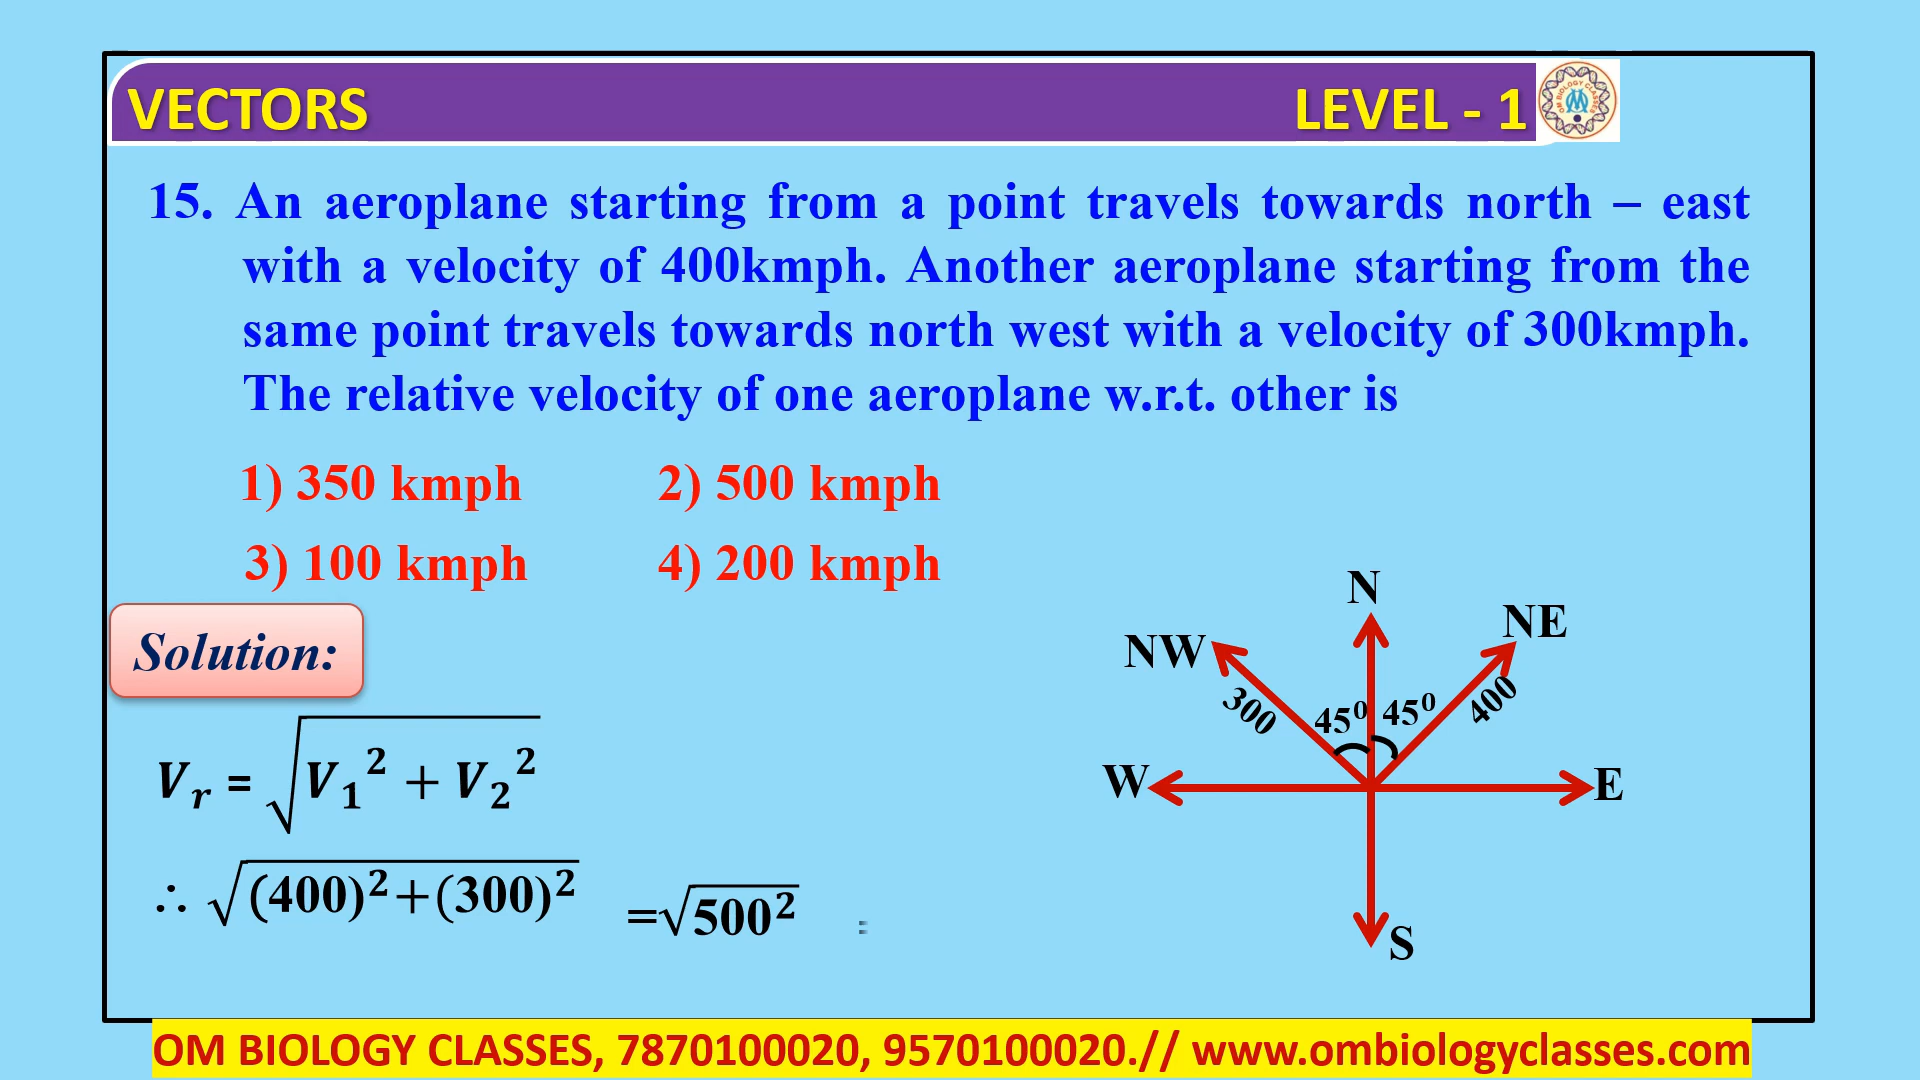 VECTORS LEVEL - 1
15. An aeroplane starting from a point travels towards north – east
with a velocity of 400kmph. Another aeroplane starting from the
same point travels towards north west with a velocity of 300kmph.
The relative velocity of one aeroplane w.r.t. other is
1) 350 kmph 2) 500 kmph
3) 100 kmph 4) 200 kmph
Solution:
Vᵣ = √(V₁² + V₂²)
∴ √((400)²+(300)²) =√(500²) =
N
NW
NE
300
45⁰
45⁰
400
W
E
S
OM BIOLOGY CLASSES, 7870100020, 9570100020.// www.ombiologyclasses.com